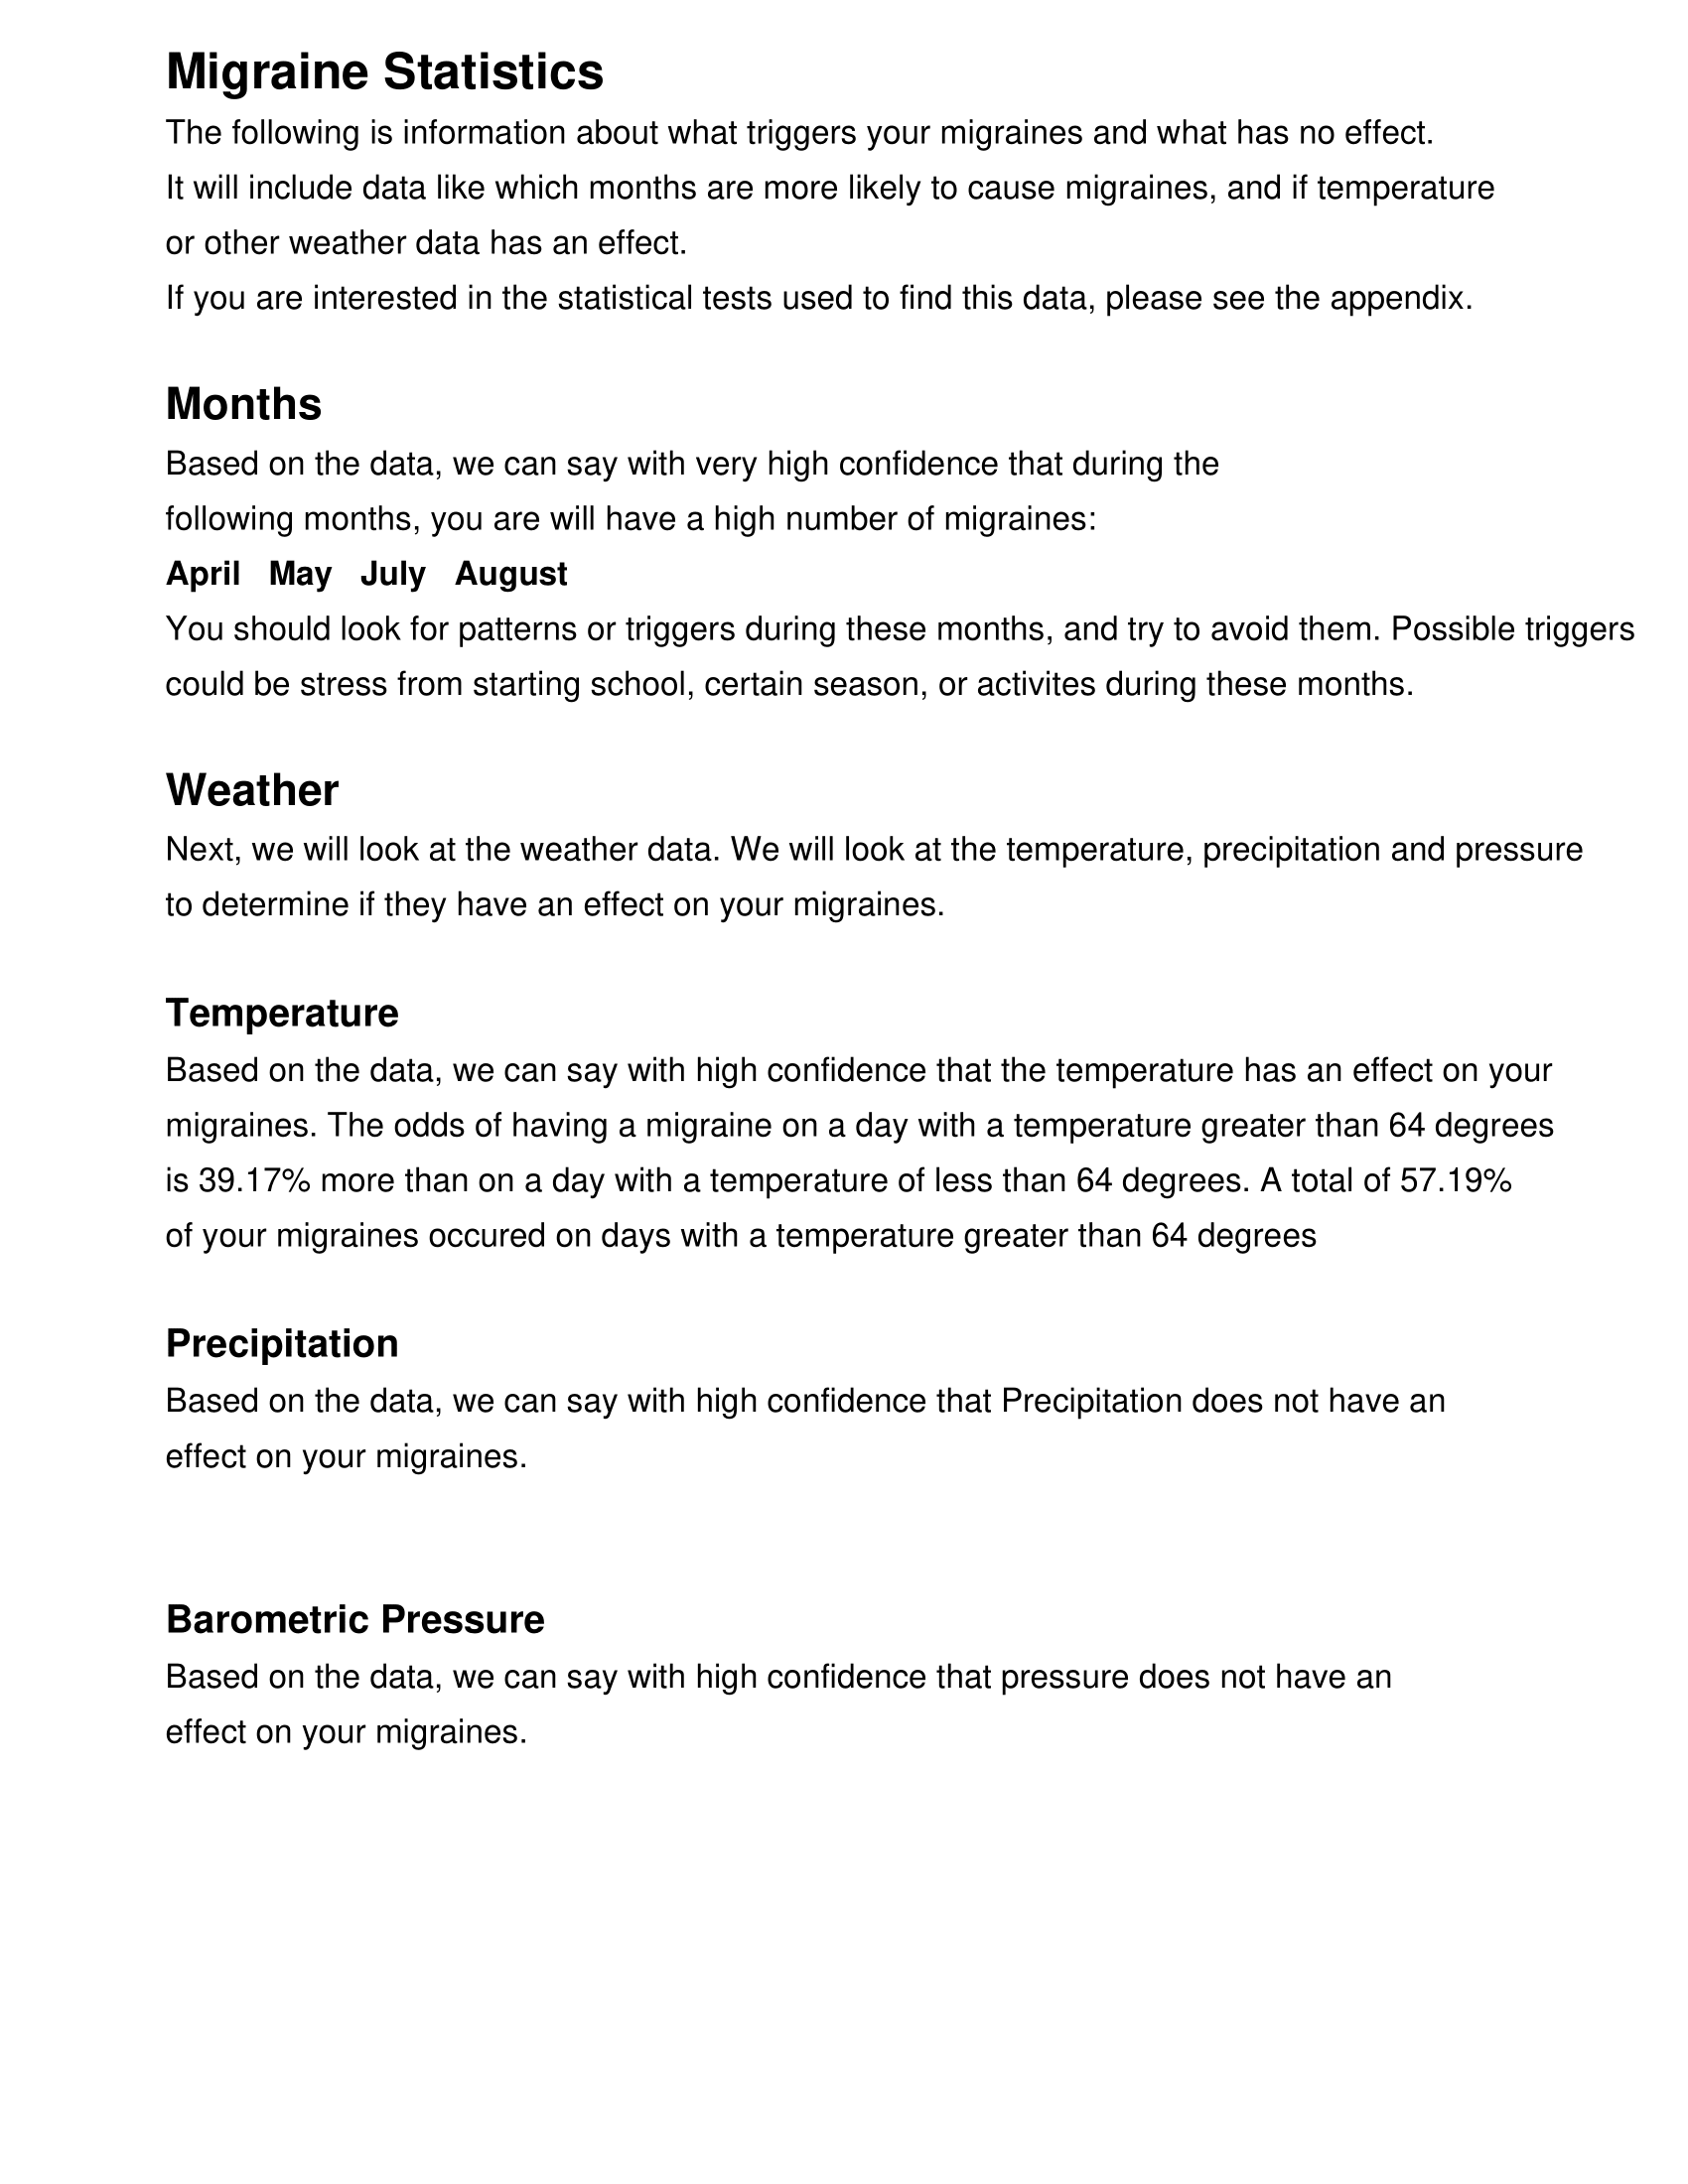 Migraine Statistics
The following is information about what triggers your migraines and what has no effect.
It will include data like which months are more likely to cause migraines, and if temperature
or other weather data has an effect.
If you are interested in the statistical tests used to find this data, please see the appendix.
Months
Based on the data, we can say with very high confidence that during the
following months, you are will have a high number of migraines:
April May July August
You should look for patterns or triggers during these months, and try to avoid them. Possible triggers
could be stress from starting school, certain season, or activites during these months.
Weather
Next, we will look at the weather data. We will look at the temperature, precipitation and pressure
to determine if they have an effect on your migraines.
Temperature
Based on the data, we can say with high confidence that the temperature has an effect on your
migraines. The odds of having a migraine on a day with a temperature greater than 64 degrees
is 39.17% more than on a day with a temperature of less than 64 degrees. A total of 57.19%
of your migraines occured on days with a temperature greater than 64 degrees
Precipitation
Based on the data, we can say with high confidence that Precipitation does not have an
effect on your migraines.
Barometric Pressure
Based on the data, we can say with high confidence that pressure does not have an
effect on your migraines.